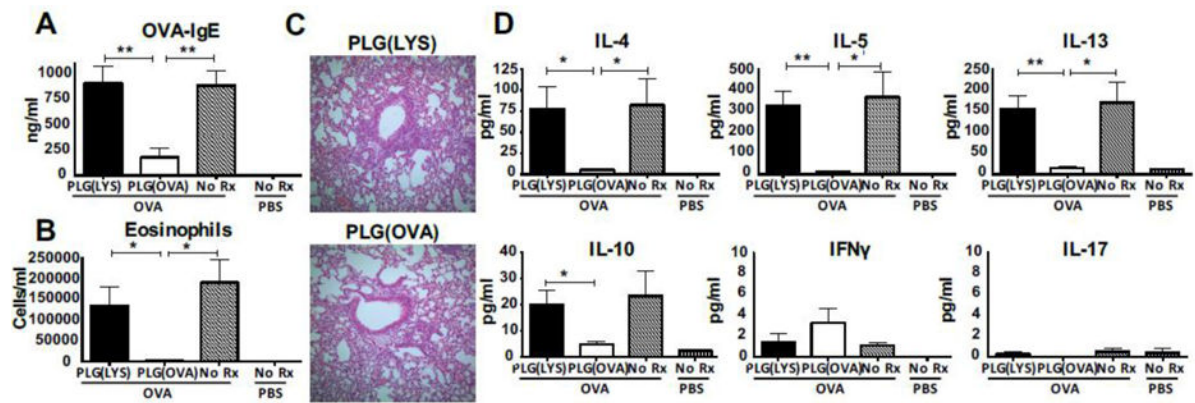 A
OVA-IgE
** **
1000
750
500
250
0
ng/ml
PLG(LYS) PLG(OVA) No Rx No Rx
OVA PBS
B
Eosinophils
* *
250000
200000
150000
100000
50000
0
Cells/ml
PLG(LYS) PLG(OVA) No Rx No Rx
OVA PBS
C
PLG(LYS)
PLG(OVA)
D
IL-4
* *
125
100
75
50
25
0
pg/ml
PLG(LYS) PLG(OVA) No Rx No Rx
OVA PBS
IL-5
** *
500
400
300
200
100
0
pg/ml
PLG(LYS) PLG(OVA) No Rx No Rx
OVA PBS
IL-13
** *
250
200
150
100
50
0
pg/ml
PLG(LYS) PLG(OVA) No Rx No Rx
OVA PBS
IL-10
*
40
30
20
10
0
pg/ml
PLG(LYS) PLG(OVA) No Rx No Rx
OVA PBS
IFNγ
10
8
6
4
2
0
pg/ml
PLG(LYS) PLG(OVA) No Rx No Rx
OVA PBS
IL-17
10
8
6
4
2
0
pg/ml
PLG(LYS) PLG(OVA) No Rx No Rx
OVA PBS